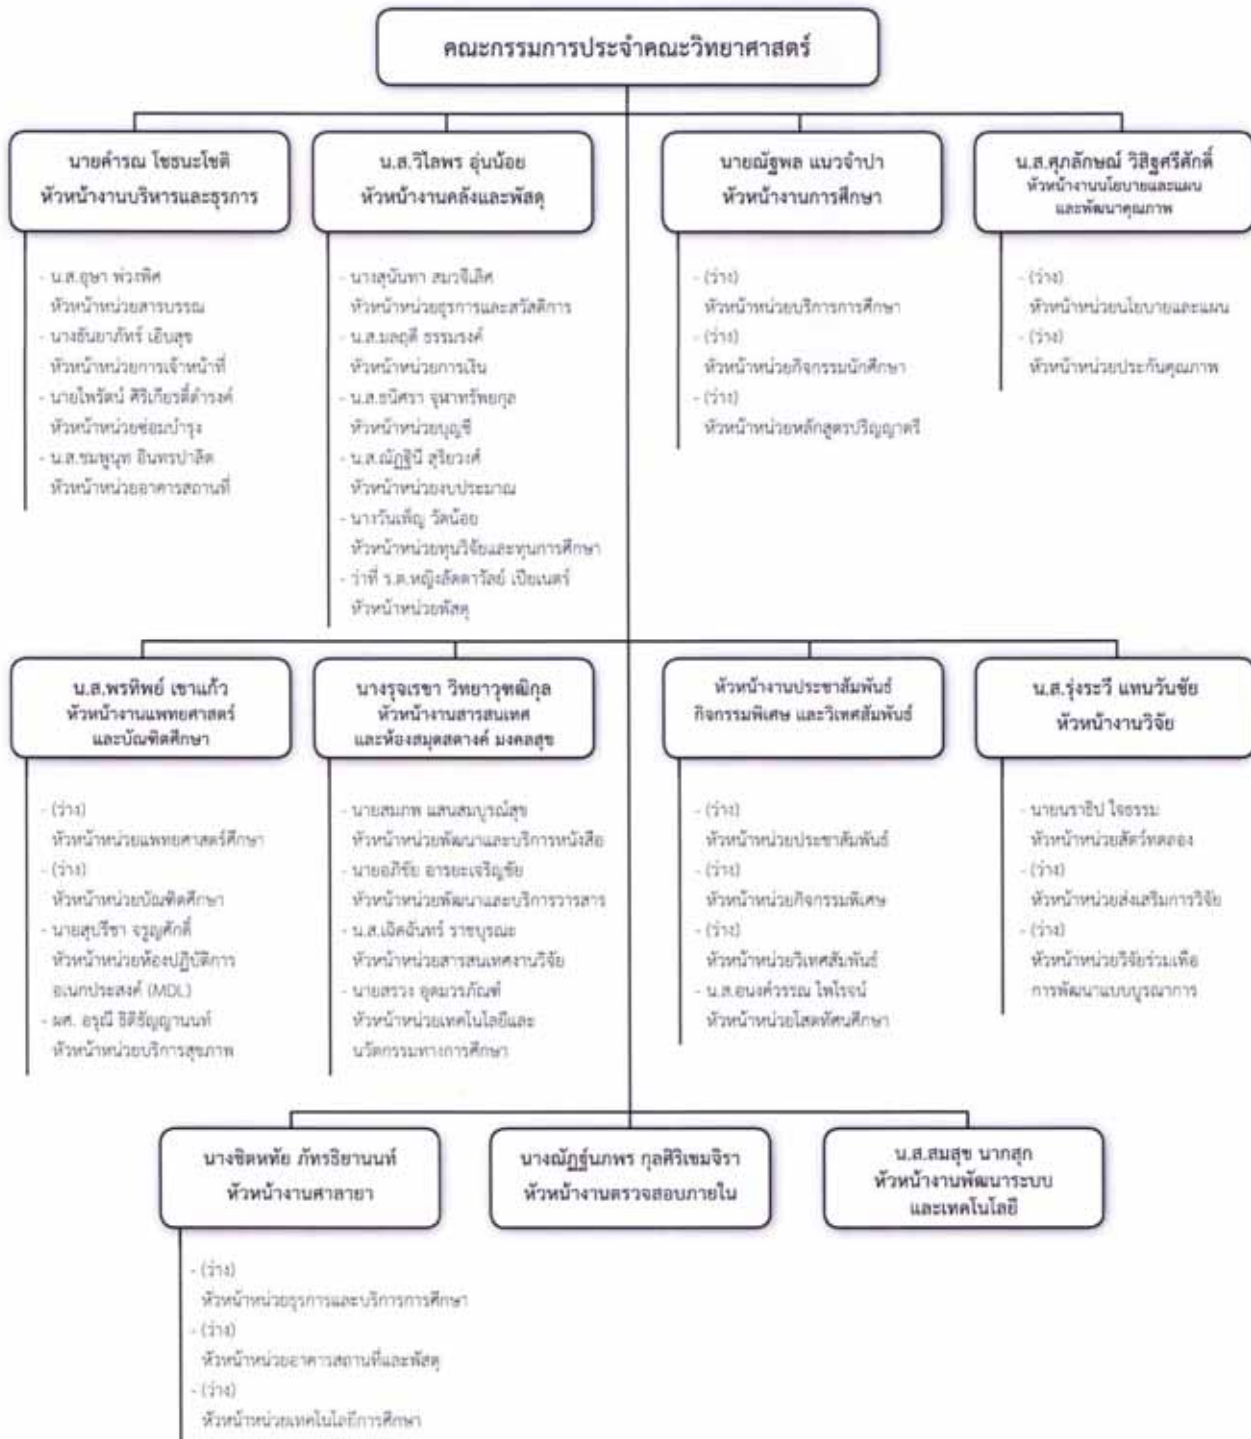 คณะกรรมการประจำคณะวิทยาศาสตร์
นายคำรณ โชธนะโชติ
หัวหน้างานบริหารและธุรการ
- น.ส.อุษา พ่วงพิศ
หัวหน้าหน่วยสารบรรณ
- นางธันยาภัทร์ เอิบสุข
หัวหน้าหน่วยการเจ้าหน้าที่
- นายไพรัตน์ ศิริเกียรติ์ดำรงค์
หัวหน้าหน่วยซ่อมบำรุง
- น.ส.ชมพูนุท อินทรปาลิต
หัวหน้าหน่วยอาคารสถานที่
น.ส.วิไลพร อุ่นน้อย
หัวหน้างานคลังและพัสดุ
- นางสุนันทา สมวจีเลิศ
หัวหน้าหน่วยธุรการและสวัสดิการ
- น.ส.มลฤดี ธรรมรงค์
หัวหน้าหน่วยการเงิน
- น.ส.ธนิศรา จุฬาทรัพยกุล
หัวหน้าหน่วยบุญชี
- น.ส.ณัฏฐินี สุริยวงศ์
หัวหน้าหน่วยงบประมาณ
- นางวันเพ็ญ วัดน้อย
หัวหน้าหน่วยทุนวิจัยและทุนการศึกษา
- ว่าที่ ร.ต.หญิงลัดดาวัลย์ เปียเนตร์
หัวหน้าหน่วยพัสดุ
นายณัฐพล แนวจำปา
หัวหน้างานการศึกษา
- (ว่าง)
หัวหน้าหน่วยบริการการศึกษา
- (ว่าง)
หัวหน้าหน่วยกิจกรรมนักศึกษา
- (ว่าง)
หัวหน้าหน่วยหลักสูตรปริญญาตรี
น.ส.ศุภลักษณ์ วิสิฐศรีศักดิ์
หัวหน้างานนโยบายและแผน
และพัฒนาคุณภาพ
- (ว่าง)
หัวหน้าหน่วยนโยบายและแผน
- (ว่าง)
หัวหน้าหน่วยประกันคุณภาพ
น.ส.พรทิพย์ เขาแก้ว
หัวหน้างานแพทยศาสตร์
และบัณฑิตศึกษา
- (ว่าง)
หัวหน้าหน่วยแพทยศาสตร์ศึกษา
- (ว่าง)
หัวหน้าหน่วยบัณฑิตศึกษา
- นายสุปรีชา จรูญศักดิ์
หัวหน้าหน่วยห้องปฏิบัติการ
อเนกประสงค์ (MDL)
- ผศ. อรุณี ธิติธัญญานนท์
หัวหน้าหน่วยบริการสุขภาพ
นางรุจเรขา วิทยาวุฑฒิกุล
หัวหน้างานสารสนเทศ
และห้องสมุดสตางค์ มงคลสุข
- นายสมภพ แสนสมบูรณ์สุข
หัวหน้าหน่วยพัฒนาและบริการหนังสือ
- นายอภิชัย อารยะเจริญชัย
หัวหน้าหน่วยพัฒนาและบริการวารสาร
- น.ส.เฉิดฉันทร์ ราชบุรณะ
หัวหน้าหน่วยสารสนเทศงานวิจัย
- นายสรวง อุดมวรภัณฑ์
หัวหน้าหน่วยเทคโนโลยีและ
นวัตกรรมทางการศึกษา
หัวหน้างานประชาสัมพันธ์
กิจกรรมพิเศษ และวิเทศสัมพันธ์
- (ว่าง)
หัวหน้าหน่วยประชาสัมพันธ์
- (ว่าง)
หัวหน้าหน่วยกิจกรรมพิเศษ
- (ว่าง)
หัวหน้าหน่วยวิเทศสัมพันธ์
- น.ส.อนงค์วรรณ ไพโรจน์
หัวหน้าหน่วยโสตทัศนศึกษา
น.ส.รุ่งระวี แทนวันชัย
หัวหน้างานวิจัย
- นายนราธิป ใจธรรม
หัวหน้าหน่วยสัตว์ทดลอง
- (ว่าง)
หัวหน้าหน่วยส่งเสริมการวิจัย
- (ว่าง)
หัวหน้าหน่วยวิจัยร่วมเพื่อ
การพัฒนาแบบบูรณาการ
นางชิดหทัย ภัทรธิยานนท์
หัวหน้างานศาลายา
- (ว่าง)
หัวหน้าหน่วยธุรการและบริการการศึกษา
- (ว่าง)
หัวหน้าหน่วยอาคารสถานที่และพัสดุ
- (ว่าง)
หัวหน้าหน่วยเทคโนโลยีการศึกษา
นางณัฏฐ์นภพร กุลศิริเขมจิรา
หัวหน้างานตรวจสอบภายใน
น.ส.สมสุข นากสุก
หัวหน้างานพัฒนาระบบ
และเทคโนโลยี